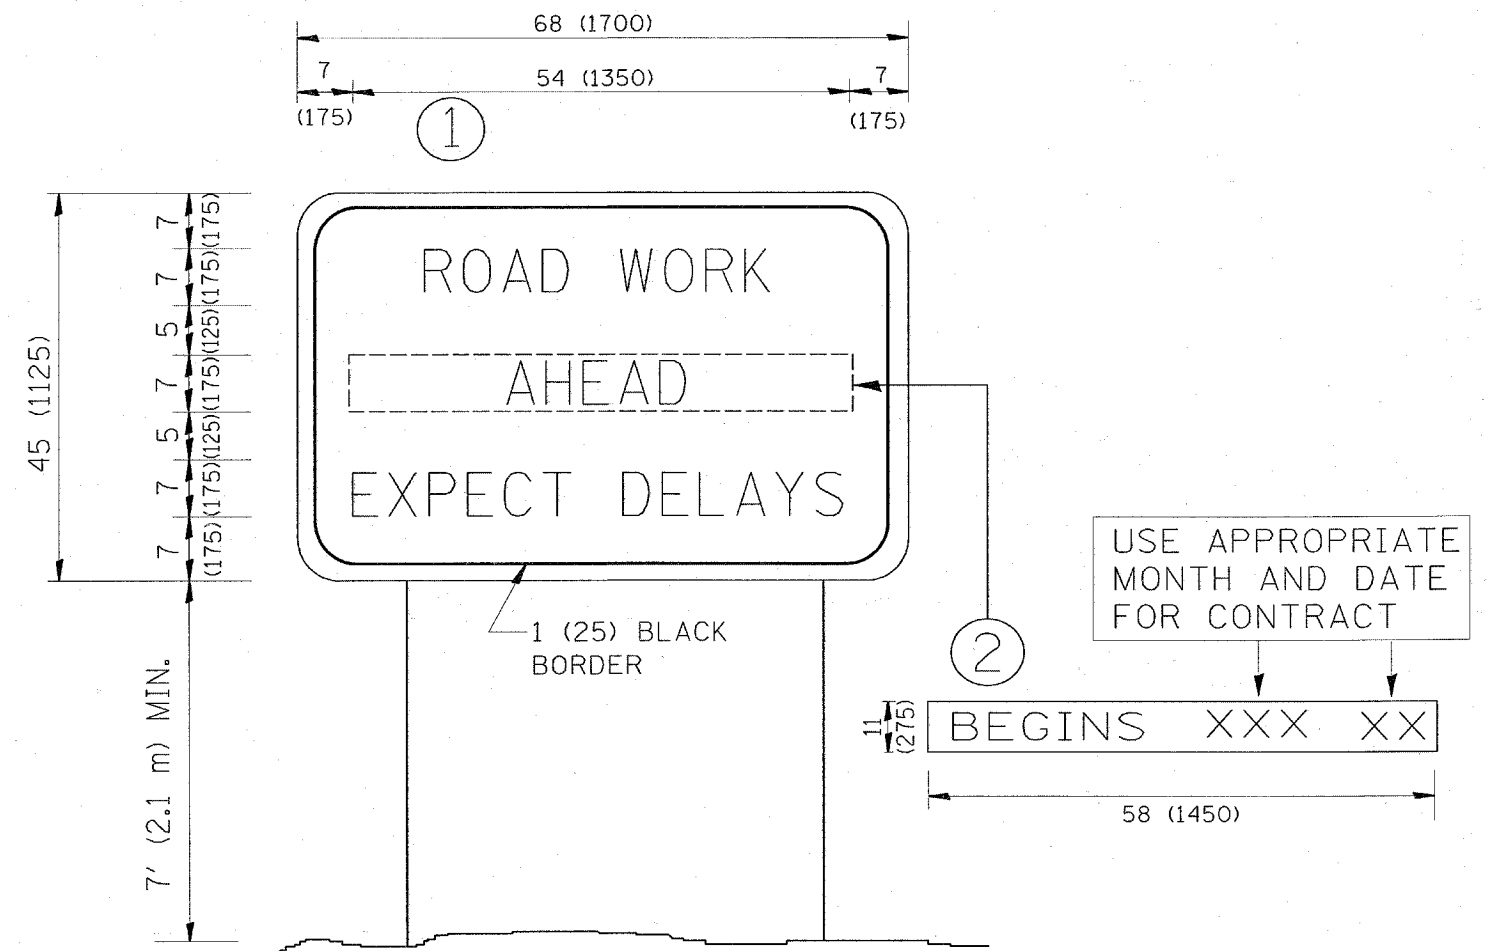 68 (1700)
7
54 (1350)
7
(175)
(175)
1
45 (1125)
7
(175)
7
(175)
5
(125)
7
(175)
5
(125)
7
(175)
7
(175)
ROAD WORK
AHEAD
EXPECT DELAYS
1 (25) BLACK
BORDER
7' (2.1 m) MIN.
2
USE APPROPRIATE
MONTH AND DATE
FOR CONTRACT
11
(275)
BEGINS XXX XX
58 (1450)